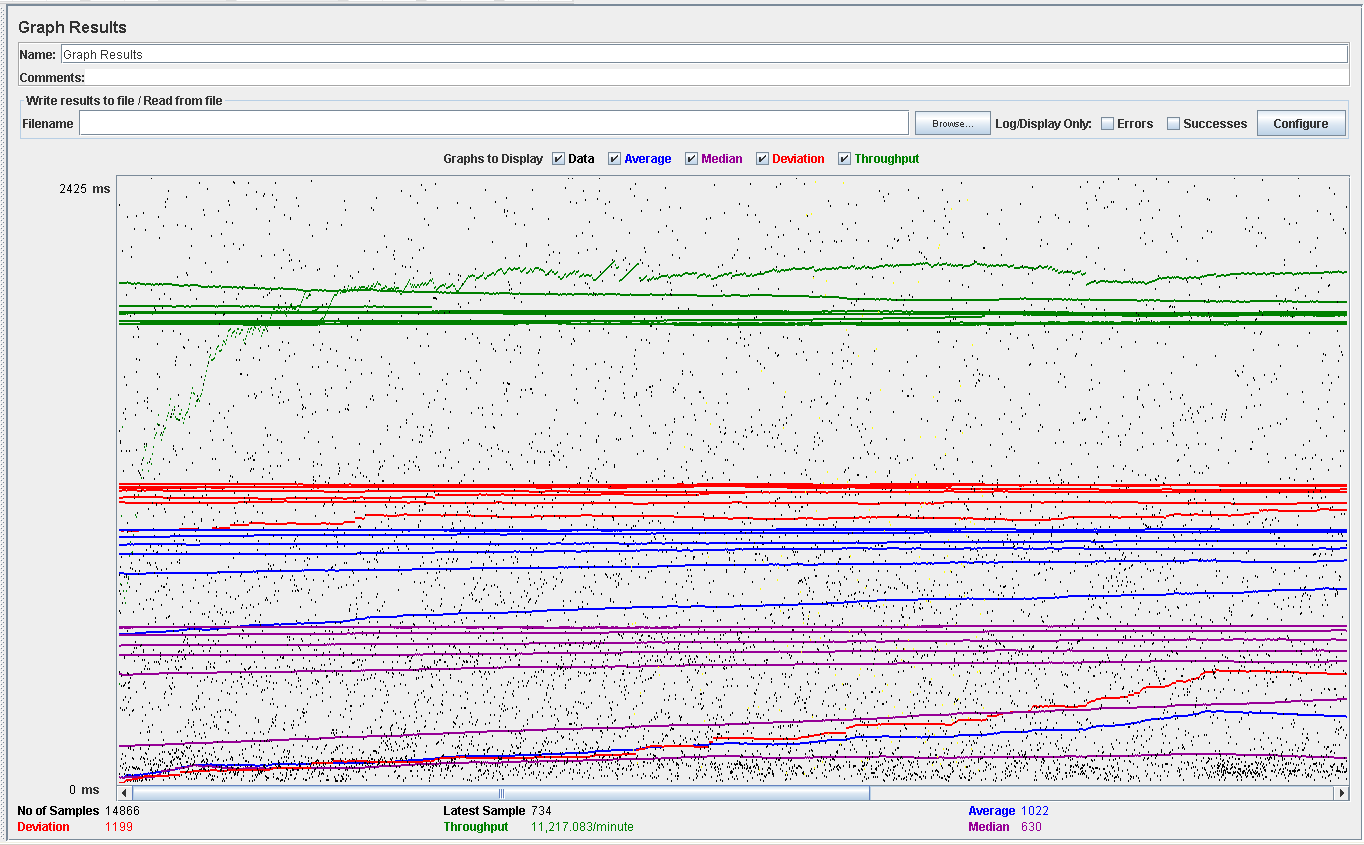 Graph Results
Name: Graph Results
Comments:
Write results to file / Read from file
Filename Browse... Log/Display Only: Errors Successes Configure
Graphs to Display Data Average Median Deviation Throughput
2425 ms
0 ms
No of Samples 14866 Latest Sample 734 Average 1022
Deviation 1199 Throughput 11,217.083/minute Median 630